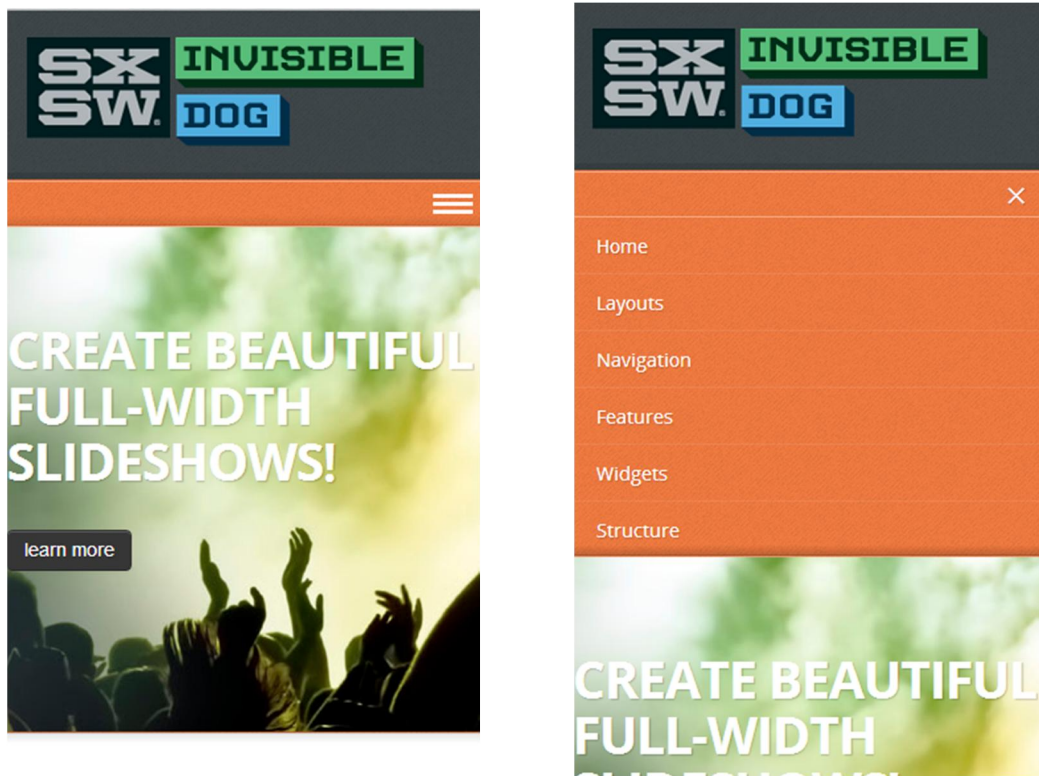 SX
SW.
INVISIBLE
DOG
CREATE BEAUTIFUL
FULL-WIDTH
SLIDESHOWS!
learn more
SX
SW.
INVISIBLE
DOG
Home
Layouts
Navigation
Features
Widgets
Structure
CREATE BEAUTIFUL
FULL-WIDTH
SLIDESHOWS!